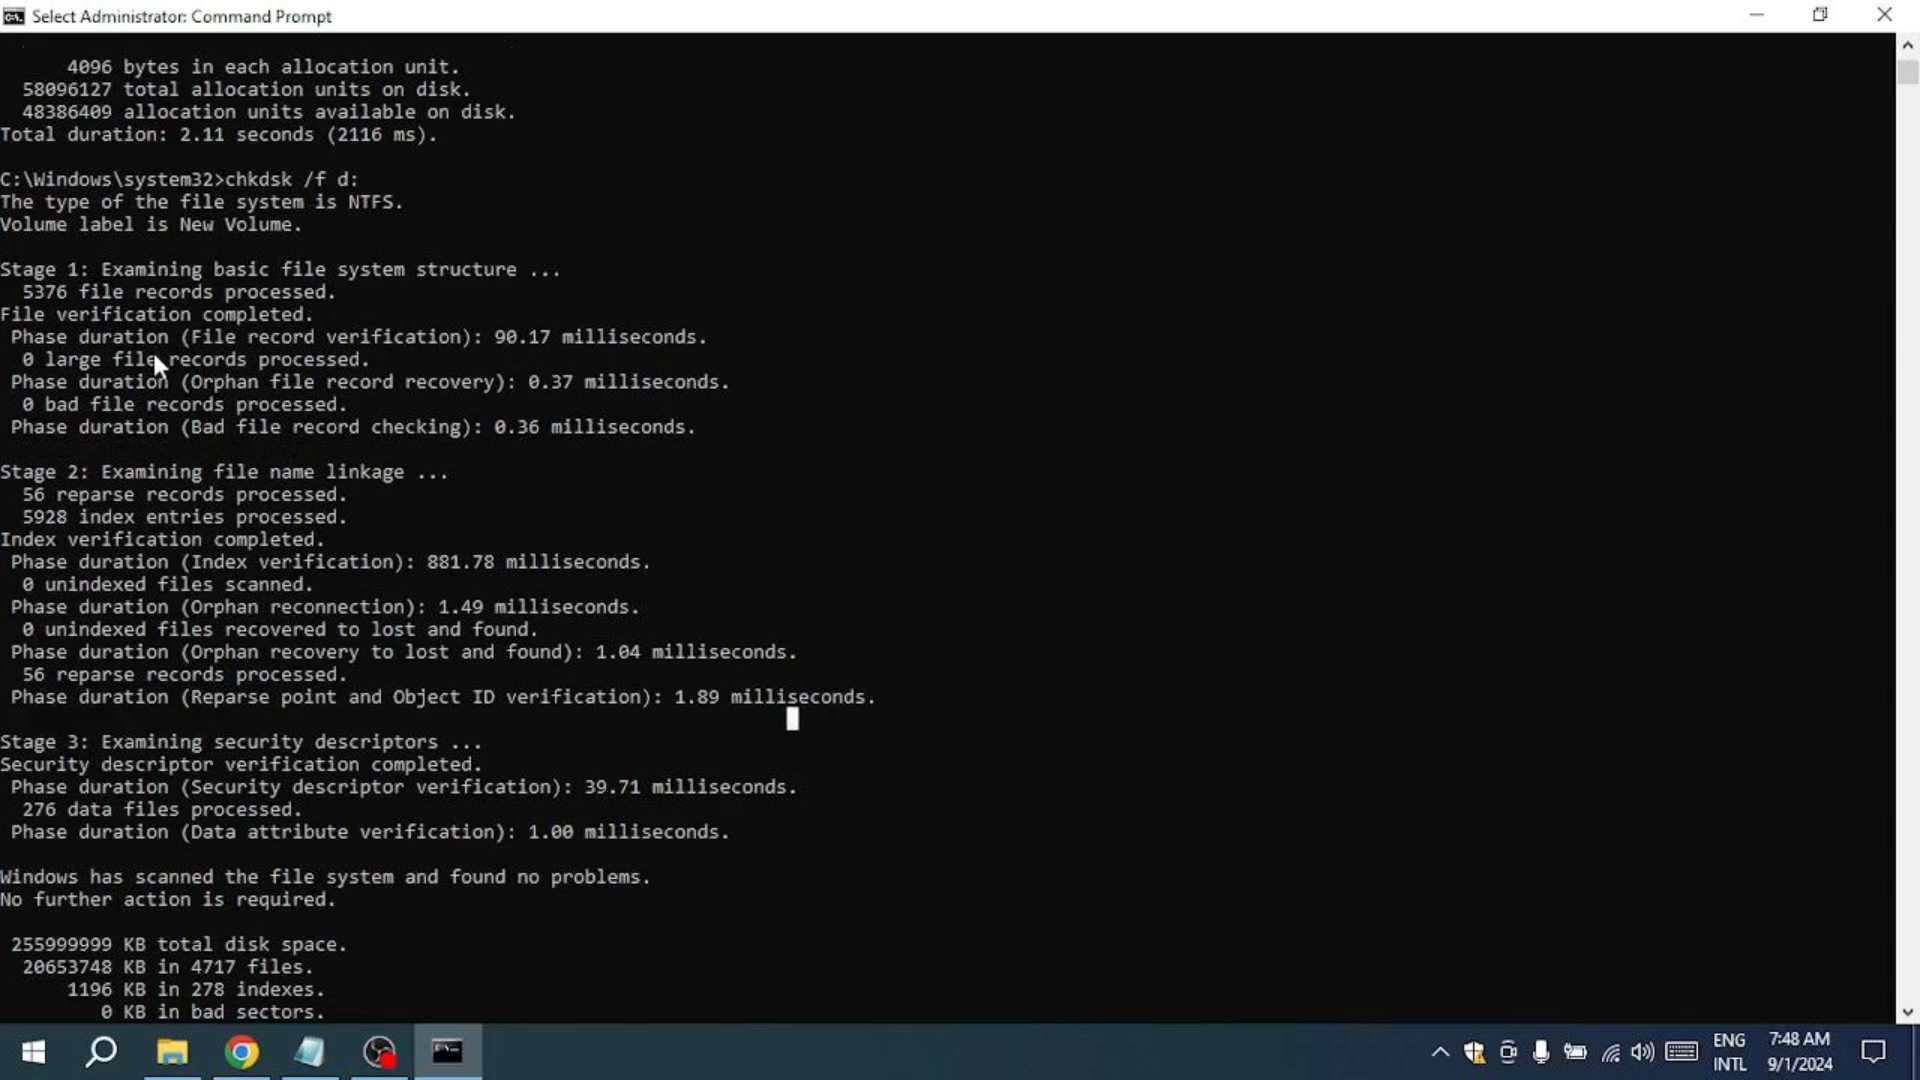 Select Administrator: Command Prompt
4096 bytes in each allocation unit.
58096127 total allocation units on disk.
48386409 allocation units available on disk.
Total duration: 2.11 seconds (2116 ms).
C:\Windows\system32>chkdsk /f d:
The type of the file system is NTFS.
Volume label is New Volume.
Stage 1: Examining basic file system structure ...
5376 file records processed.
File verification completed.
Phase duration (File record verification): 90.17 milliseconds.
0 large file records processed.
Phase duration (Orphan file record recovery): 0.37 milliseconds.
0 bad file records processed.
Phase duration (Bad file record checking): 0.36 milliseconds.
Stage 2: Examining file name linkage ...
56 reparse records processed.
5928 index entries processed.
Index verification completed.
Phase duration (Index verification): 881.78 milliseconds.
0 unindexed files scanned.
Phase duration (Orphan reconnection): 1.49 milliseconds.
0 unindexed files recovered to lost and found.
Phase duration (Orphan recovery to lost and found): 1.04 milliseconds.
56 reparse records processed.
Phase duration (Reparse point and Object ID verification): 1.89 milliseconds.
Stage 3: Examining security descriptors ...
Security descriptor verification completed.
Phase duration (Security descriptor verification): 39.71 milliseconds.
276 data files processed.
Phase duration (Data attribute verification): 1.00 milliseconds.
Windows has scanned the file system and found no problems.
No further action is required.
255999999 KB total disk space.
20653748 KB in 4717 files.
1196 KB in 278 indexes.
0 KB in bad sectors.
ENG 7:48 AM
INTL 9/1/2024